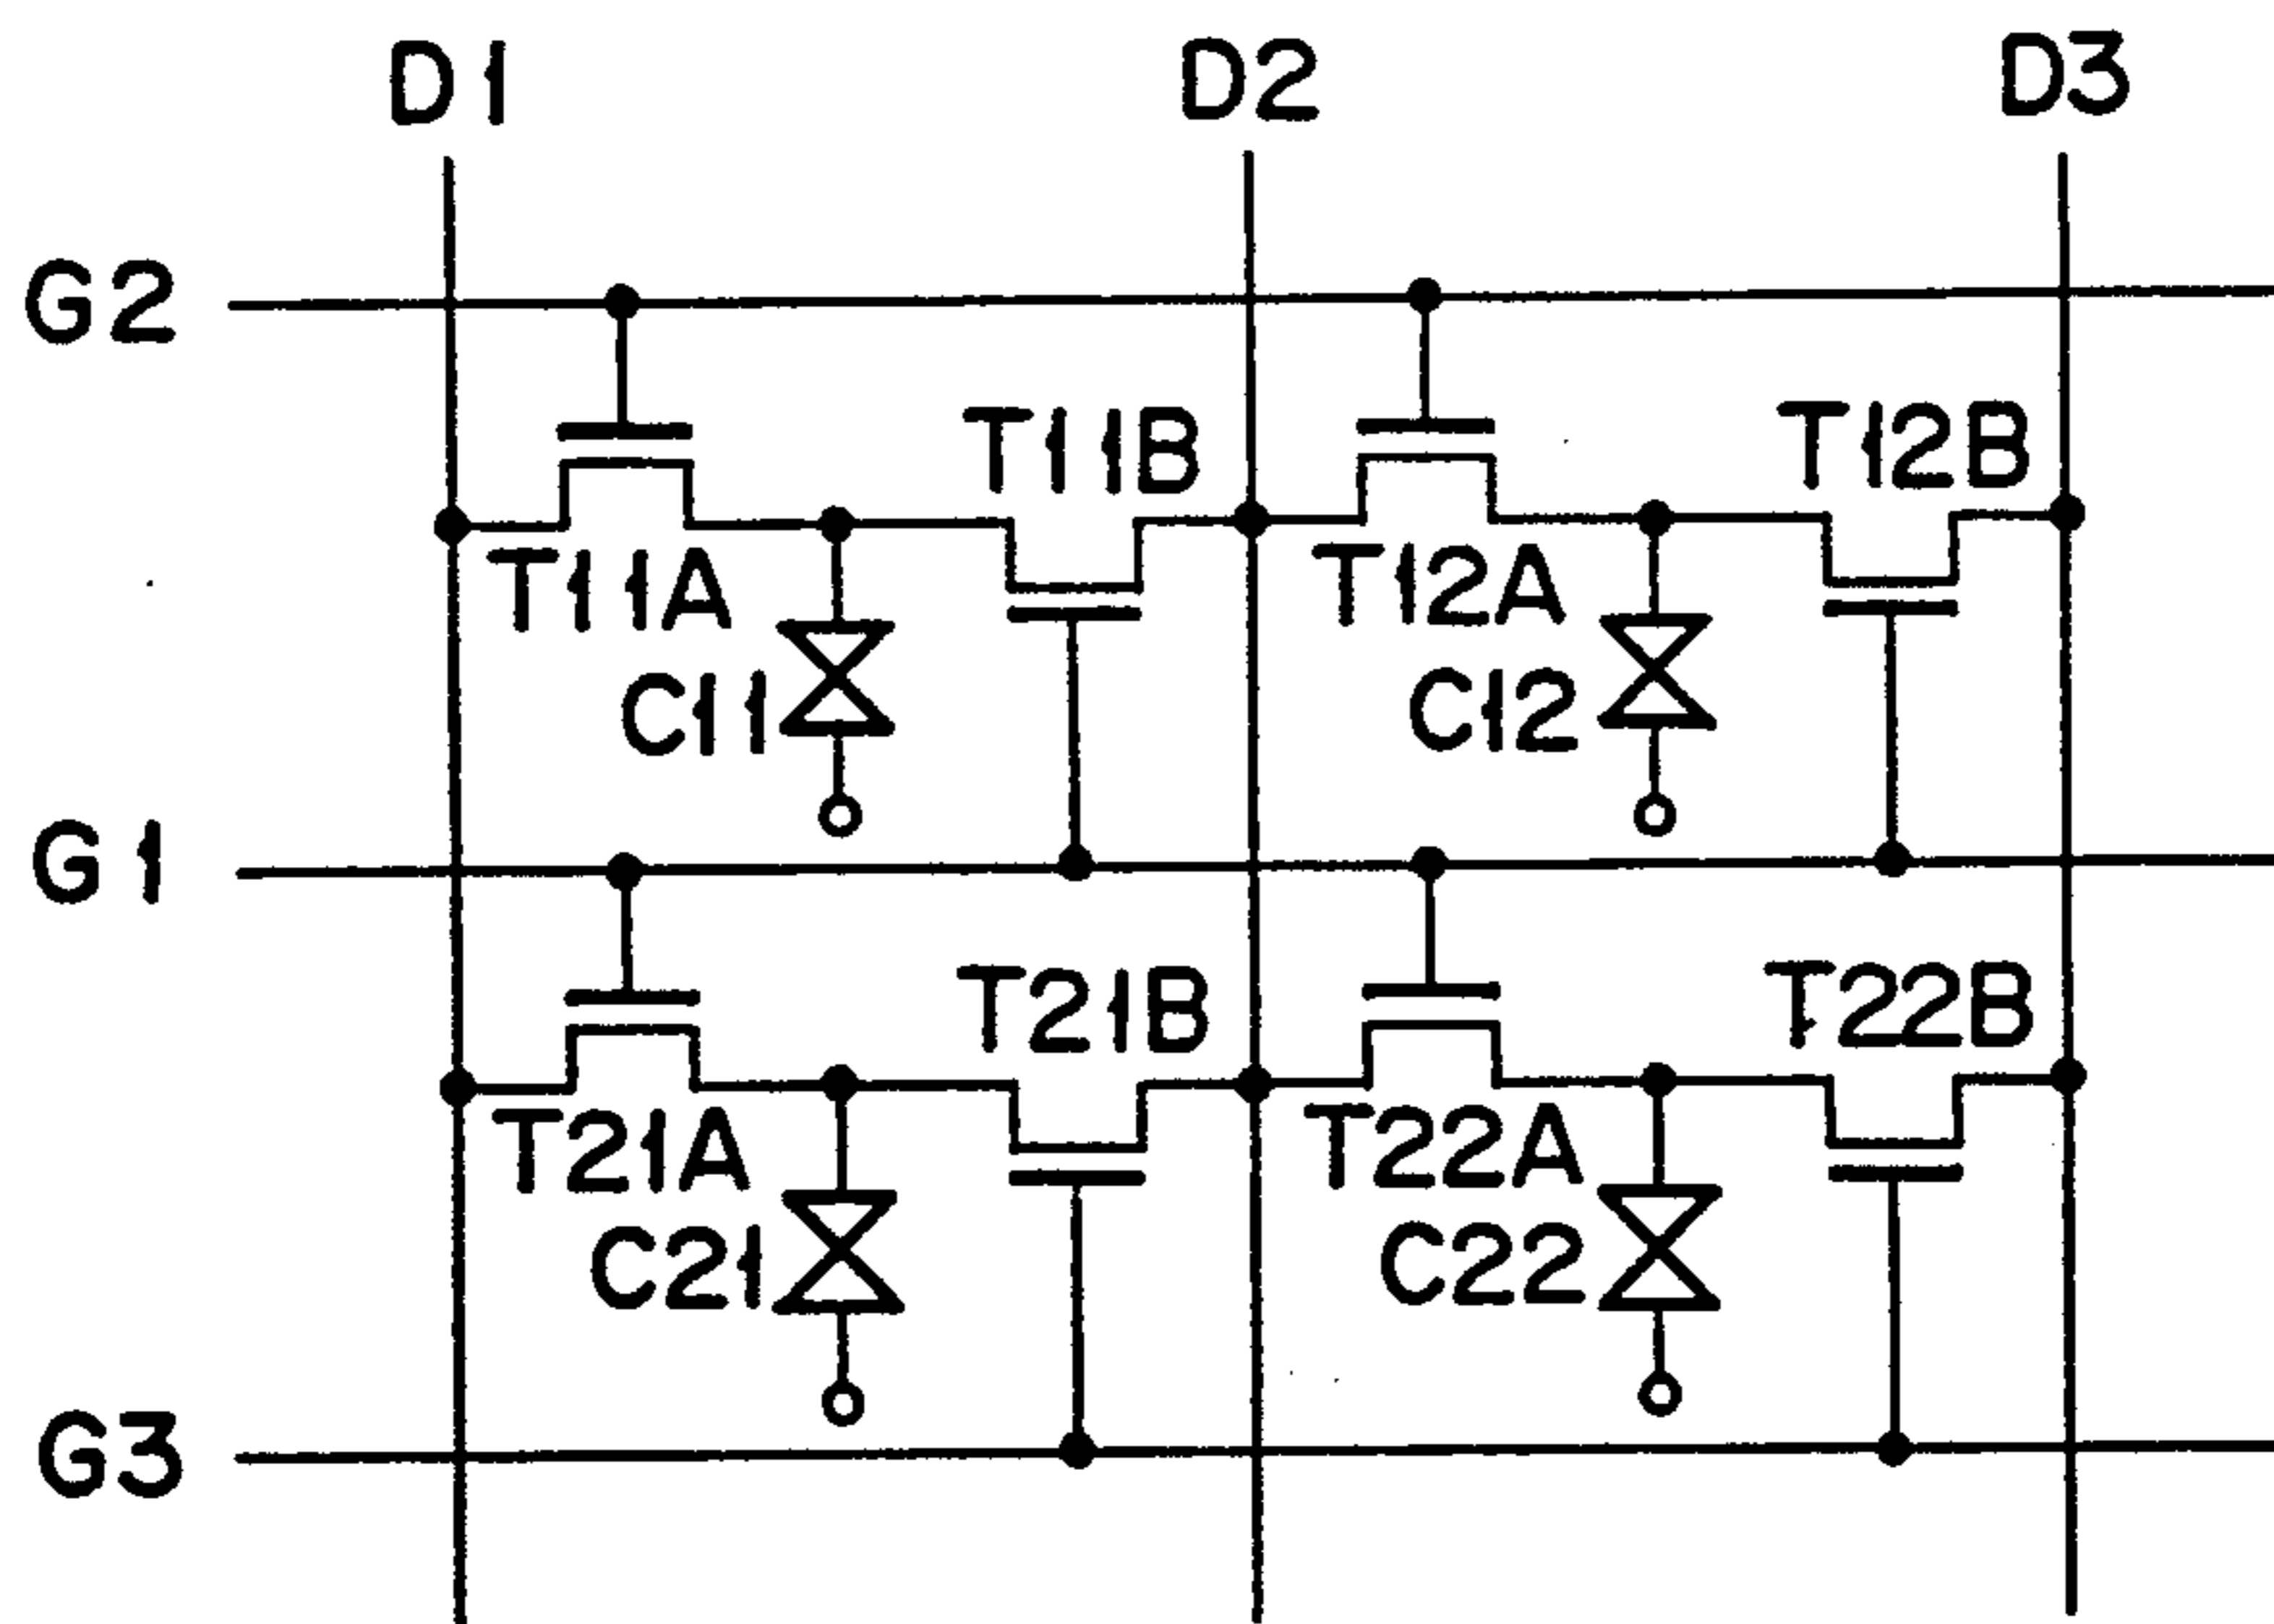 D1 D2 D3
G2
T11B T12B
T11A T12A
C11 C12
G1
T21B T22B
T21A T22A
C21 C22
G3